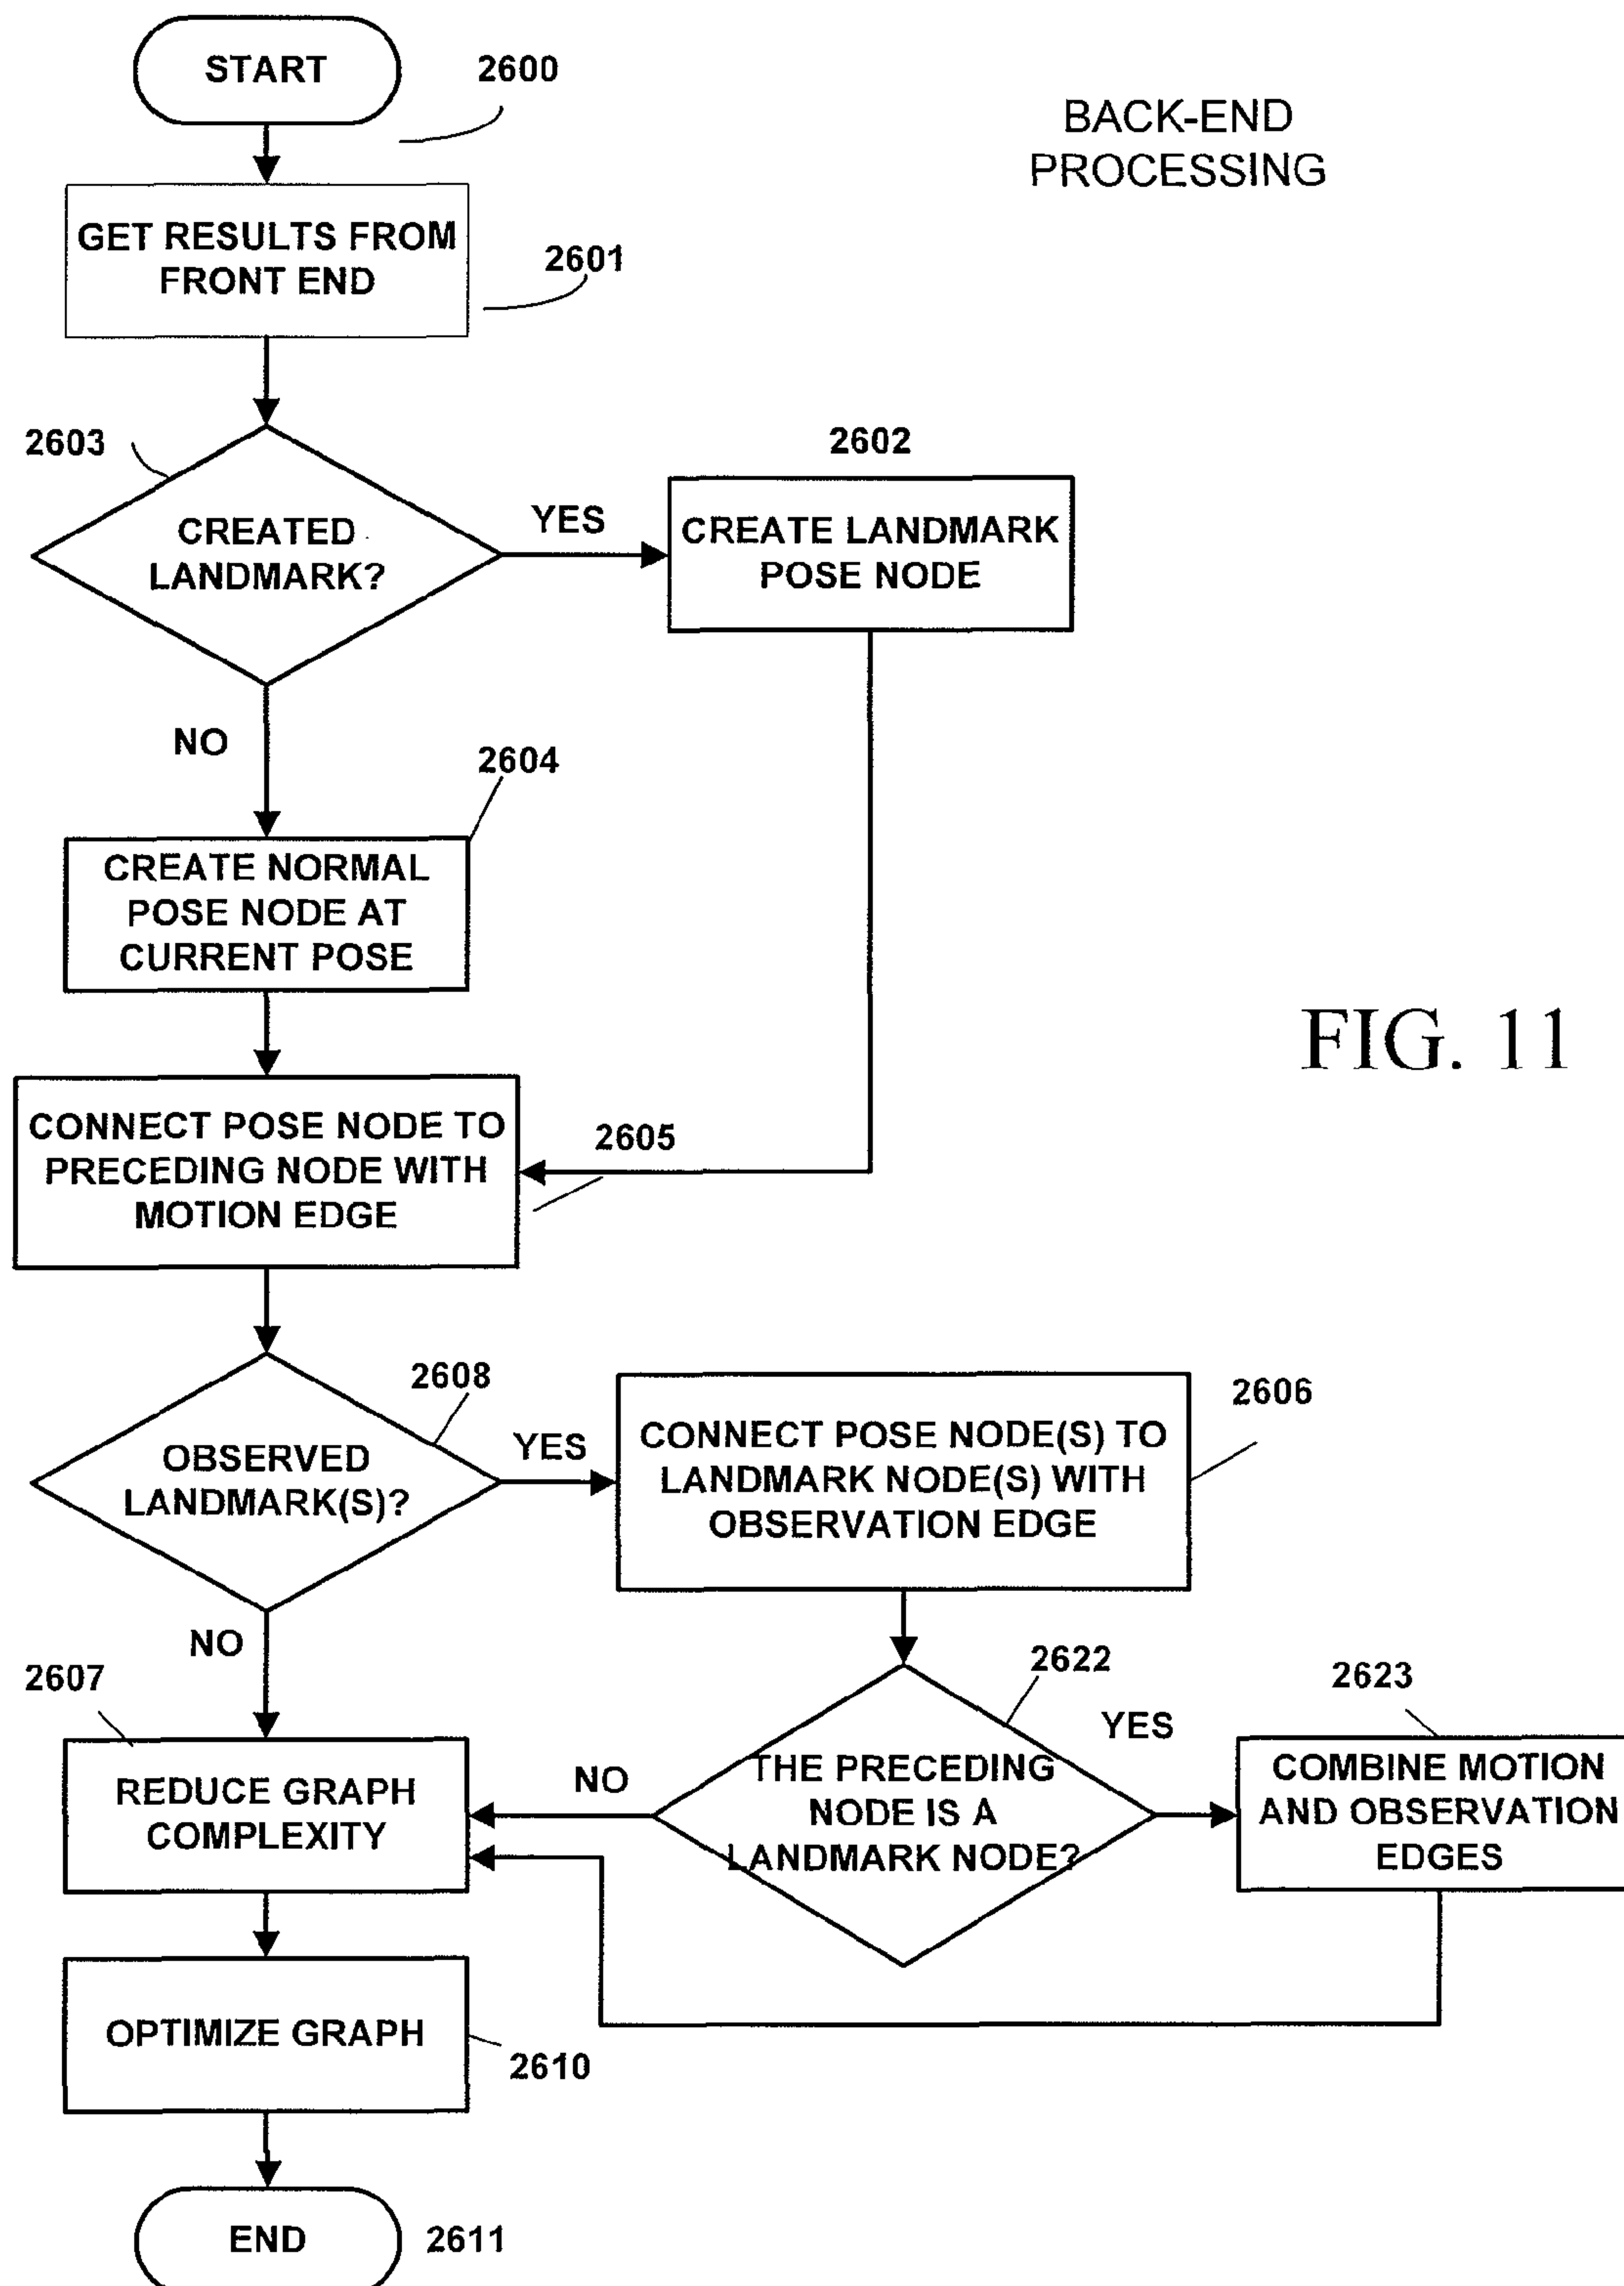 START
2600
BACK-END
PROCESSING
GET RESULTS FROM
FRONT END
2601
2603
2602
CREATED
LANDMARK?
YES
CREATE LANDMARK
POSE NODE
NO
2604
CREATE NORMAL
POSE NODE AT
CURRENT POSE
FIG. 11
CONNECT POSE NODE TO
PRECEDING NODE WITH
MOTION EDGE
2605
2608
2606
OBSERVED
LANDMARK(S)?
YES
CONNECT POSE NODE(S) TO
LANDMARK NODE(S) WITH
OBSERVATION EDGE
NO
2607
2622
2623
YES
REDUCE GRAPH
COMPLEXITY
NO
THE PRECEDING
NODE IS A
LANDMARK NODE?
COMBINE MOTION
AND OBSERVATION
EDGES
OPTIMIZE GRAPH
2610
END
2611